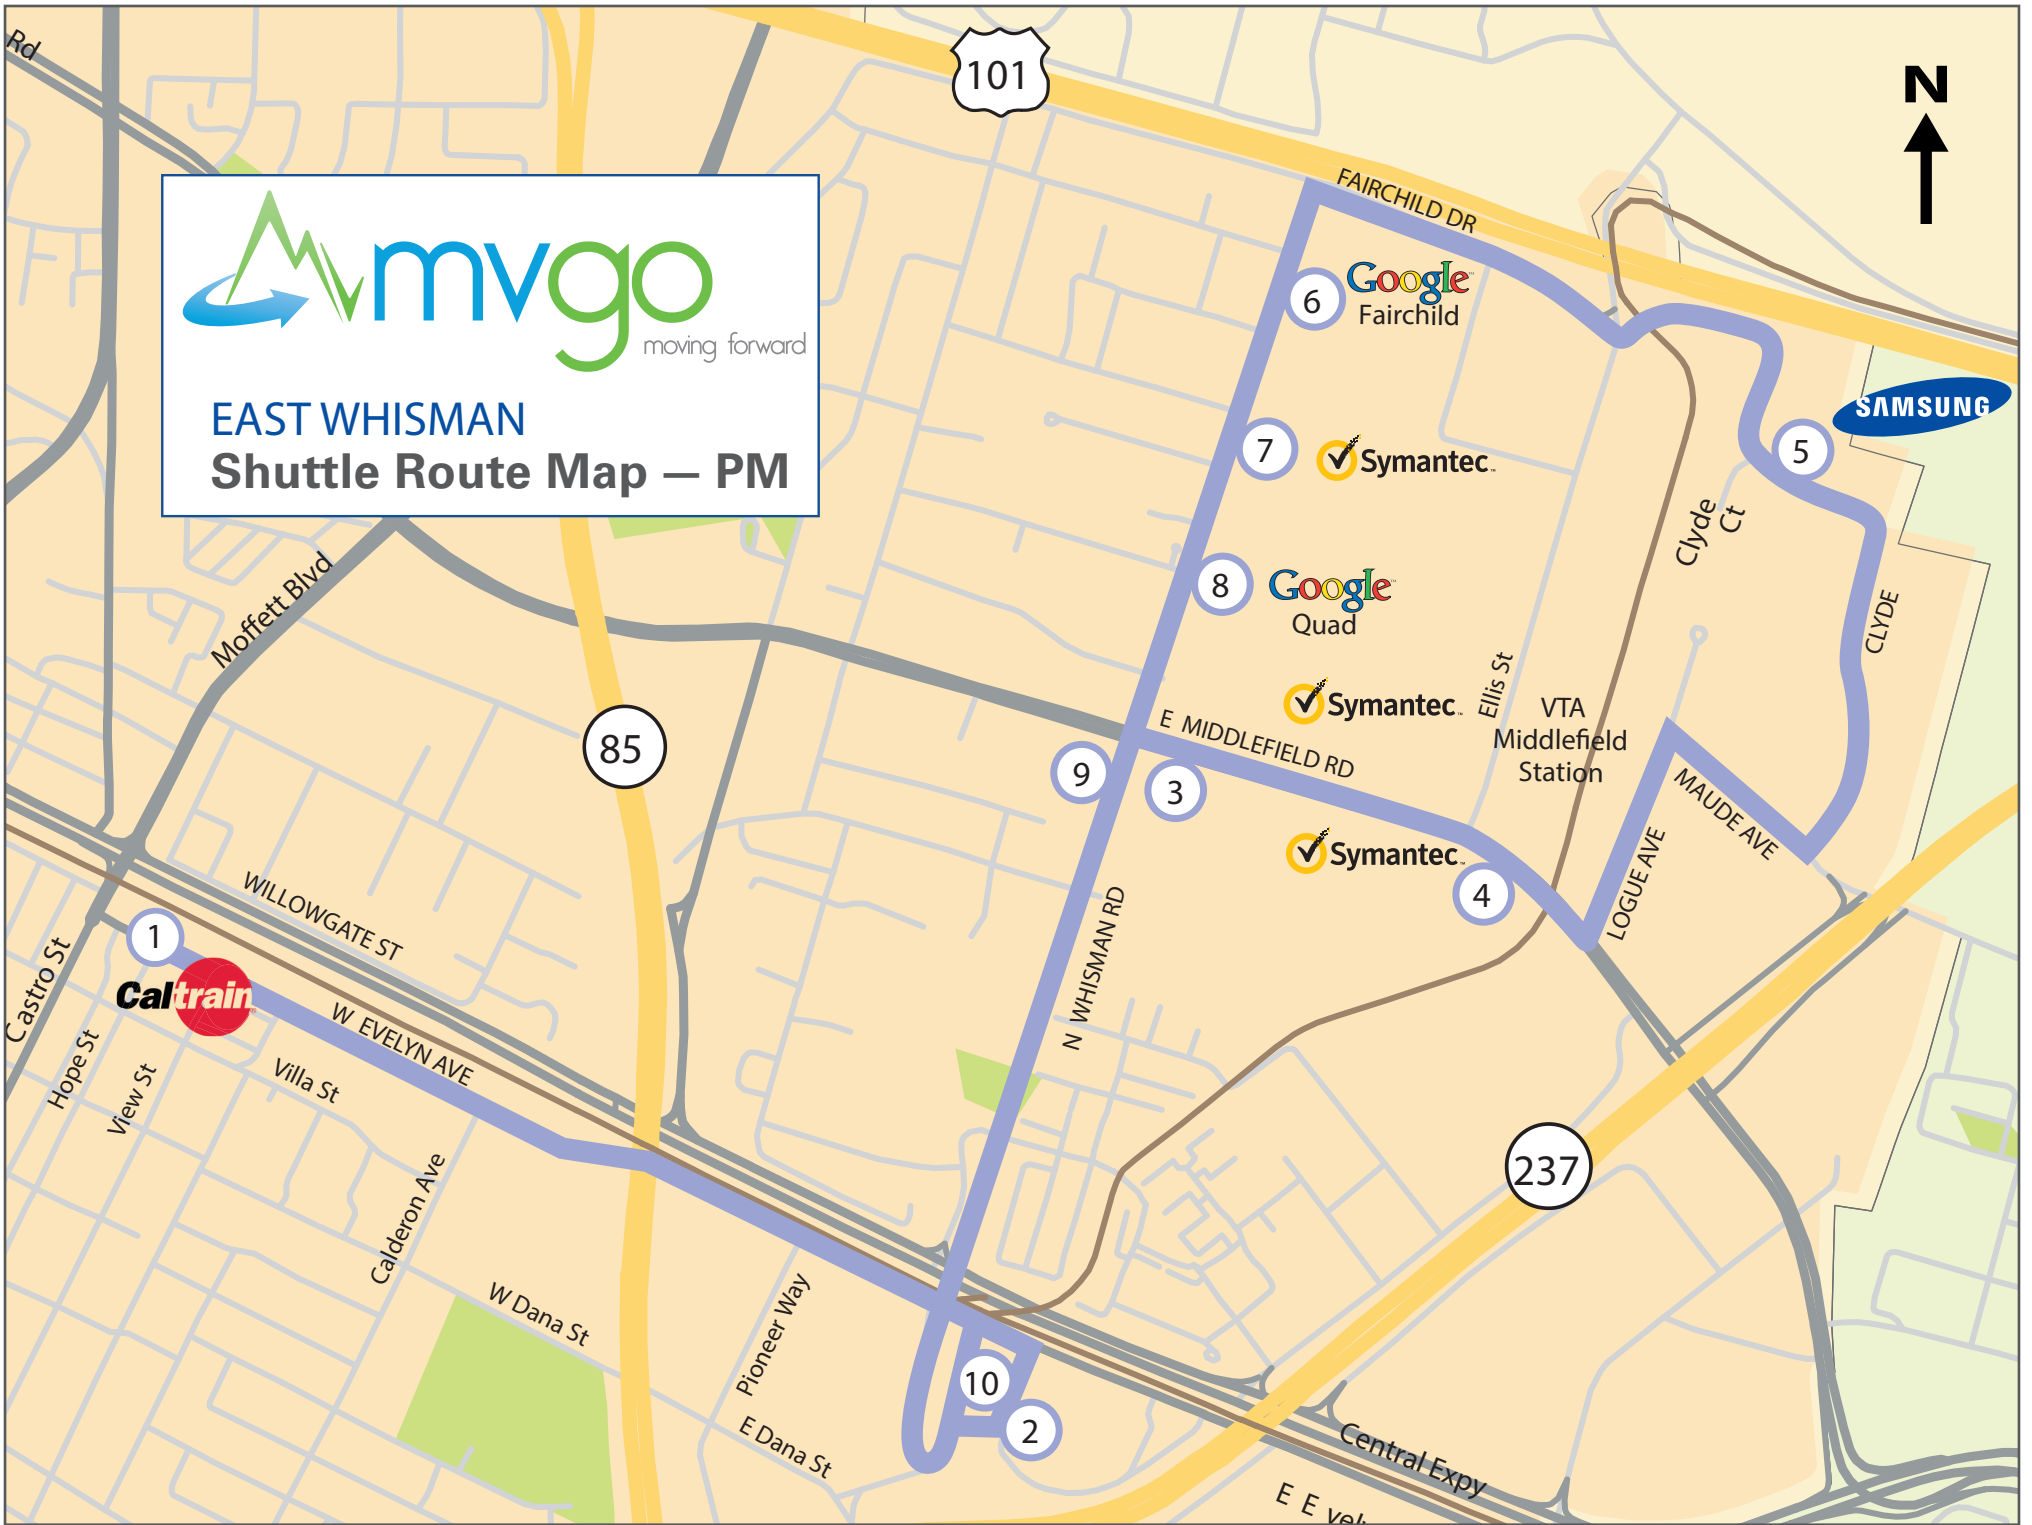 Rd
101
N
mvgo
moving forward
EAST WHISMAN
Shuttle Route Map — PM
FAIRCHILD DR
6
Google
Fairchild
SAMSUNG
7
Symantec
5
Clyde
Ct
Moffett Blvd
8
Google
Quad
CLYDE
Ellis St
Symantec
VTA
Middlefield
Station
E MIDDLEFIELD RD
85
9
3
MAUDE AVE
LOGUE AVE
Symantec
4
WILLOWGATE ST
1
Caltrain
N WHISMAN RD
Castro St
Hope St
View St
W EVELYN AVE
Villa St
237
Calderon Ave
W Dana St
Pioneer Way
10
2
E Dana St
Central Expy
E Eveli